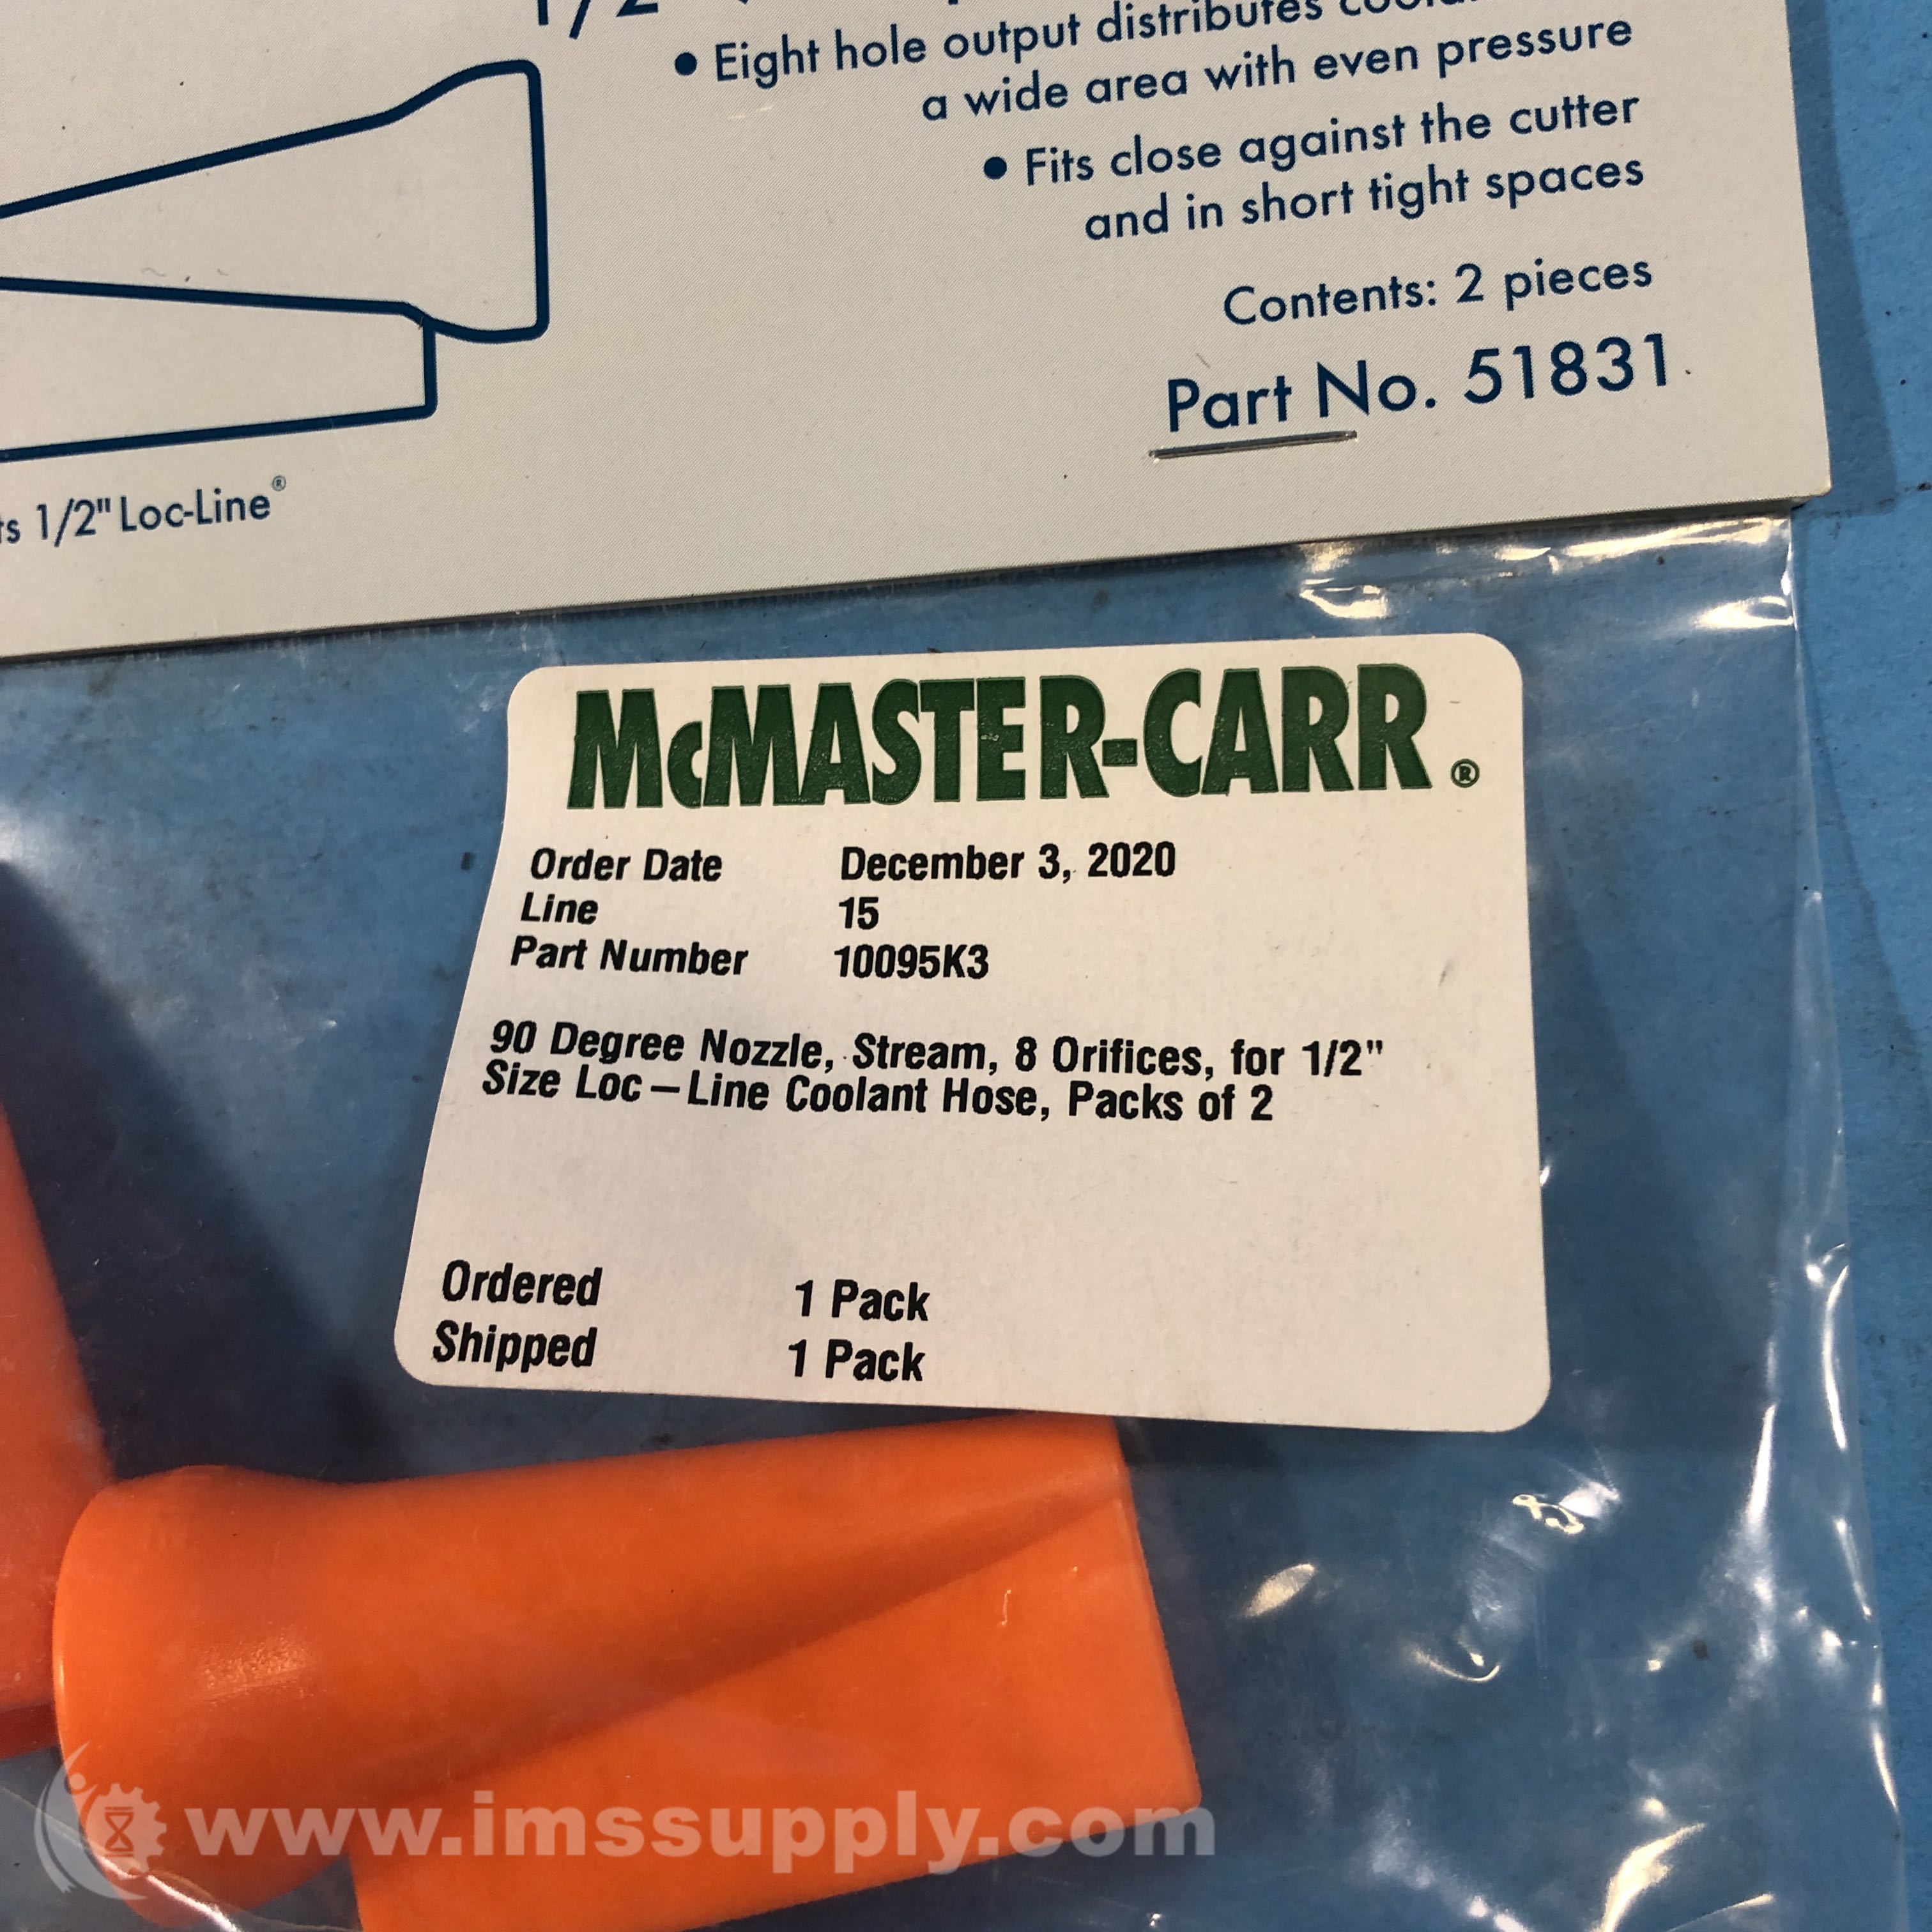 1/2"
• Eight hole output distributes
a wide area with even pressure
• Fits close against the cutter
and in short tight spaces
Contents: 2 pieces
Part No. 51831
1/2" Loc-Line®
McMASTER-CARR®
Order Date December 3, 2020
Line 15
Part Number 10095K3
90 Degree Nozzle, Stream, 8 Orifices, for 1/2"
Size Loc-Line Coolant Hose, Packs of 2
Ordered 1 Pack
Shipped 1 Pack
www.imssupply.com